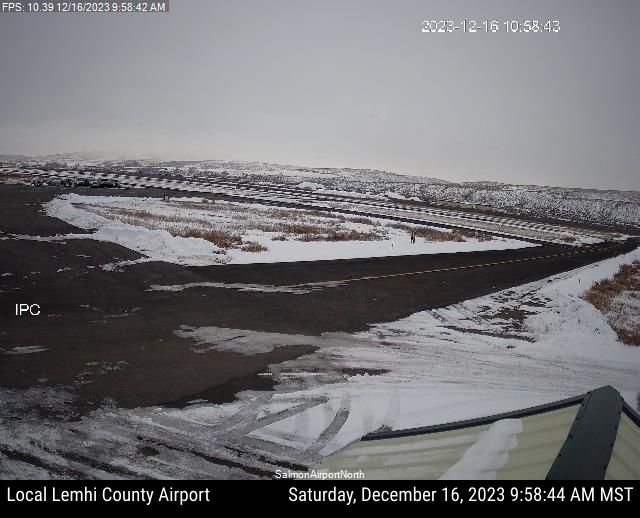 FPS: 10.39 12/16/2023 9:58:42 AM
2023-12-16 10:58:43
IPC
SalmonAirportNorth
Local Lemhi County Airport
Saturday, December 16, 2023 9:58:44 AM MST